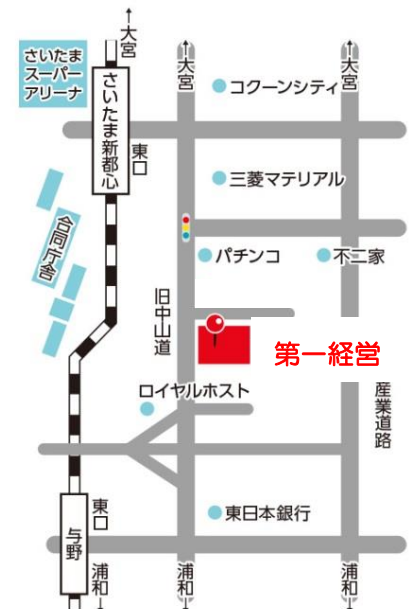 ↑大宮
↑大宮
↑大宮
さいたま
スーパー
アリーナ
さいたま新都心
東口
コクーンシティ
三菱マテリアル
合同庁舎
パチンコ
不二家
旧中山道
第一経営
ロイヤルホスト
産業道路
東日本銀行
東口
与野
浦和↓
浦和↓
浦和↓